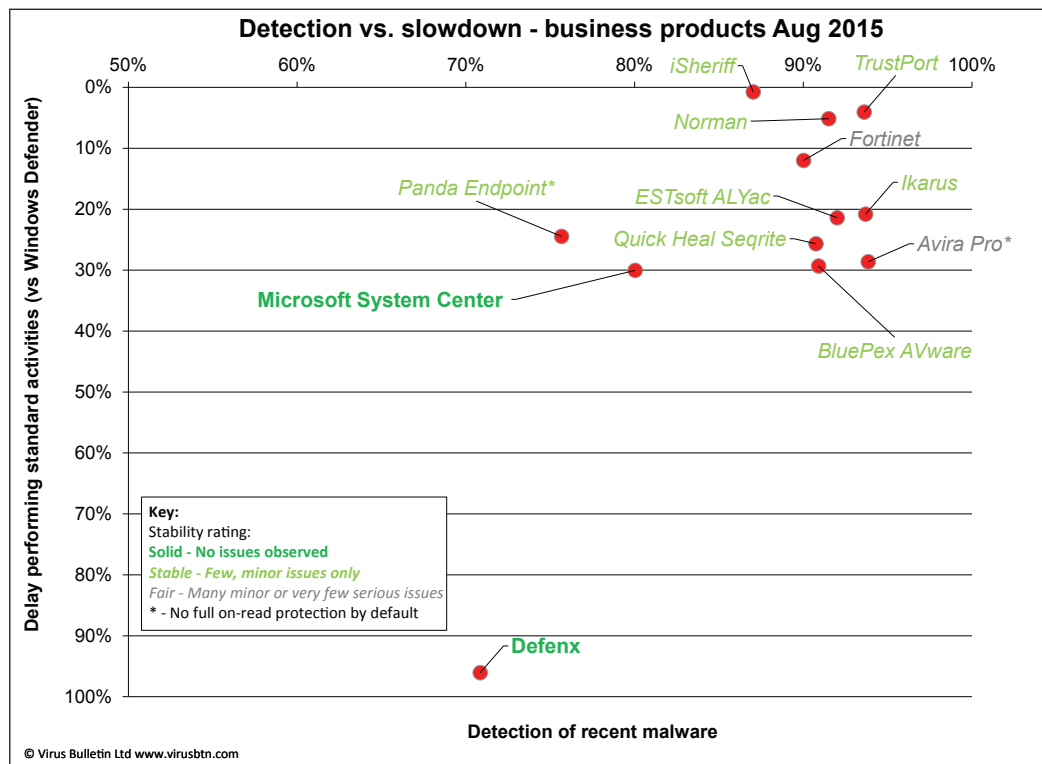 Detection vs. slowdown - business products Aug 2015
50%
60%
70%
80%
90%
100%
0%
10%
20%
30%
40%
50%
60%
70%
80%
90%
100%
Delay performing standard activities (vs Windows Defender)
iSheriff
TrustPort
Norman
Fortinet
Panda Endpoint*
Ikarus
ESTsoft ALYac
Quick Heal Seqrite
Avira Pro*
Microsoft System Center
BluePex AVware
Key:
Stability rating:
Solid - No issues observed
Stable - Few, minor issues only
Fair - Many minor or very few serious issues
* - No full on-read protection by default
Defenx
Detection of recent malware
© Virus Bulletin Ltd www.virusbtn.com